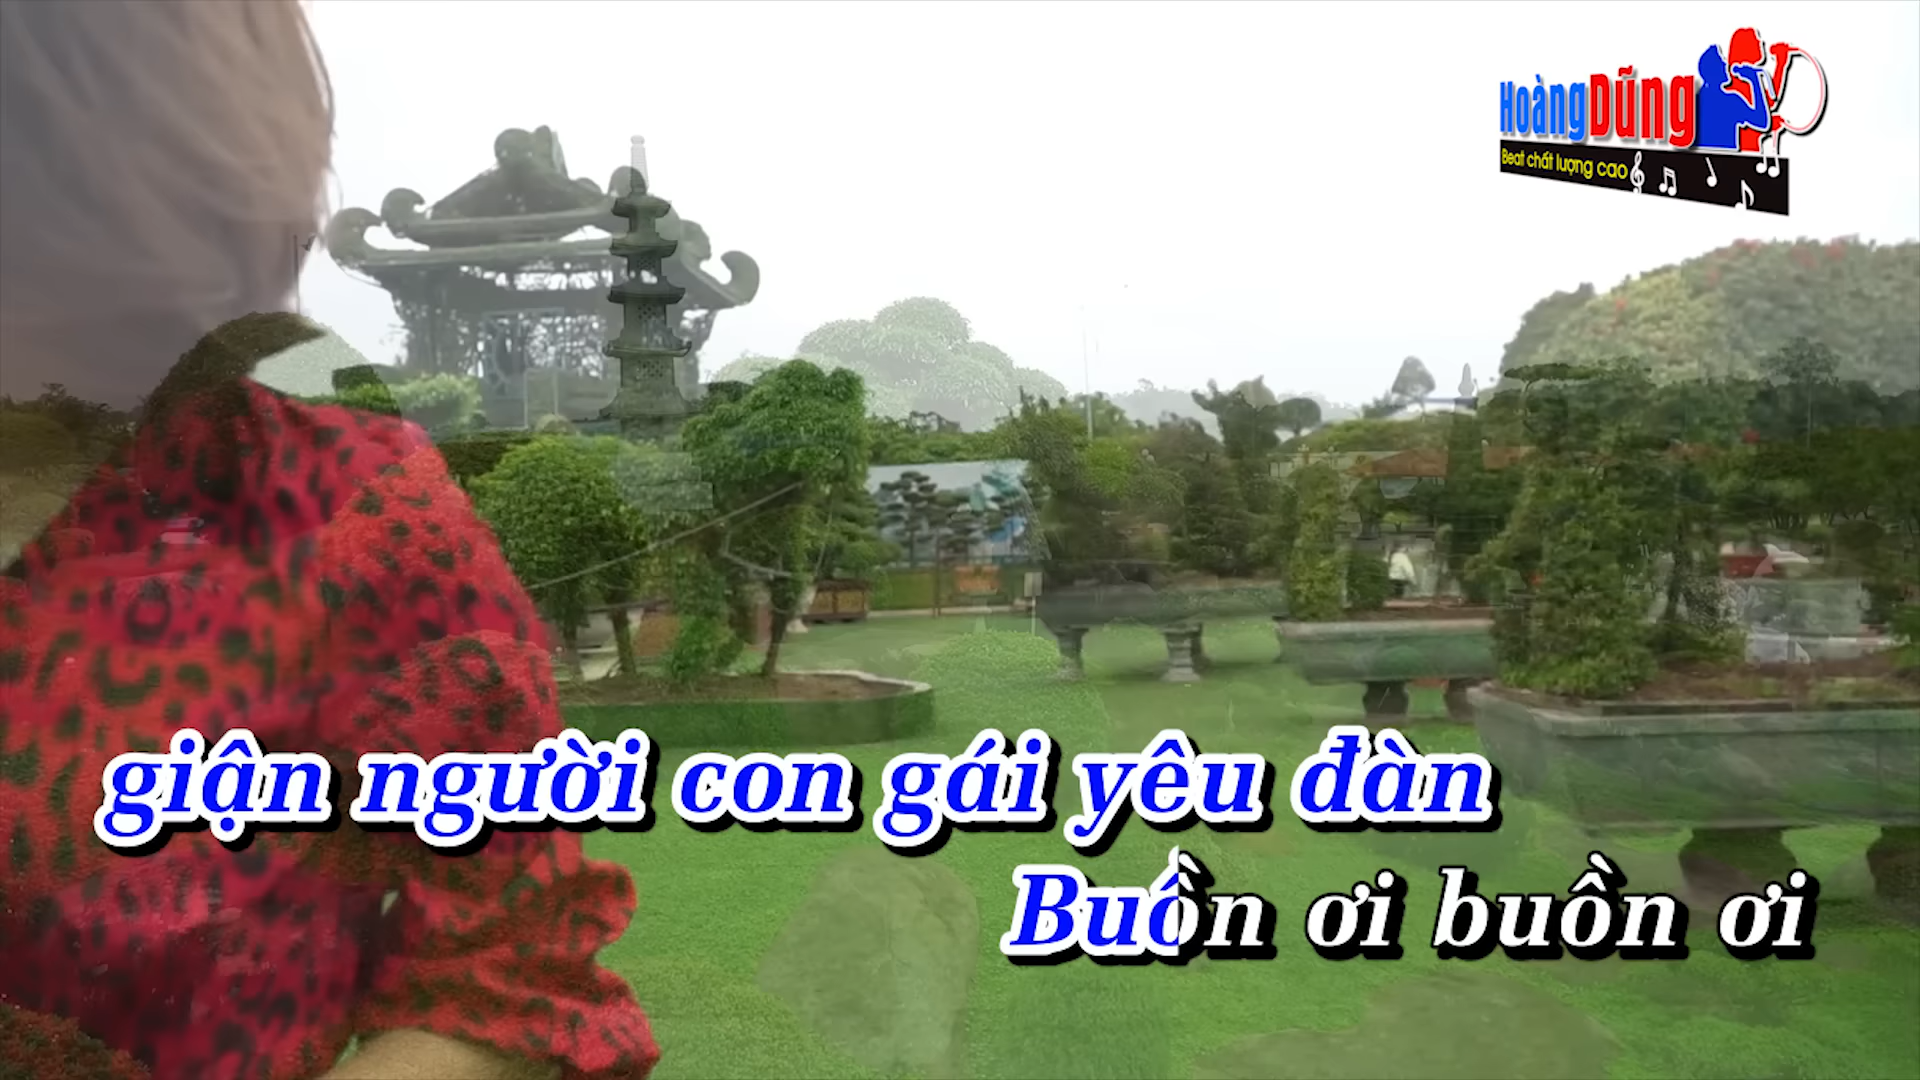 HoàngDũng
Beat chất lượng cao
giận người con gái yêu đàn
Buồn ơi buồn ơi